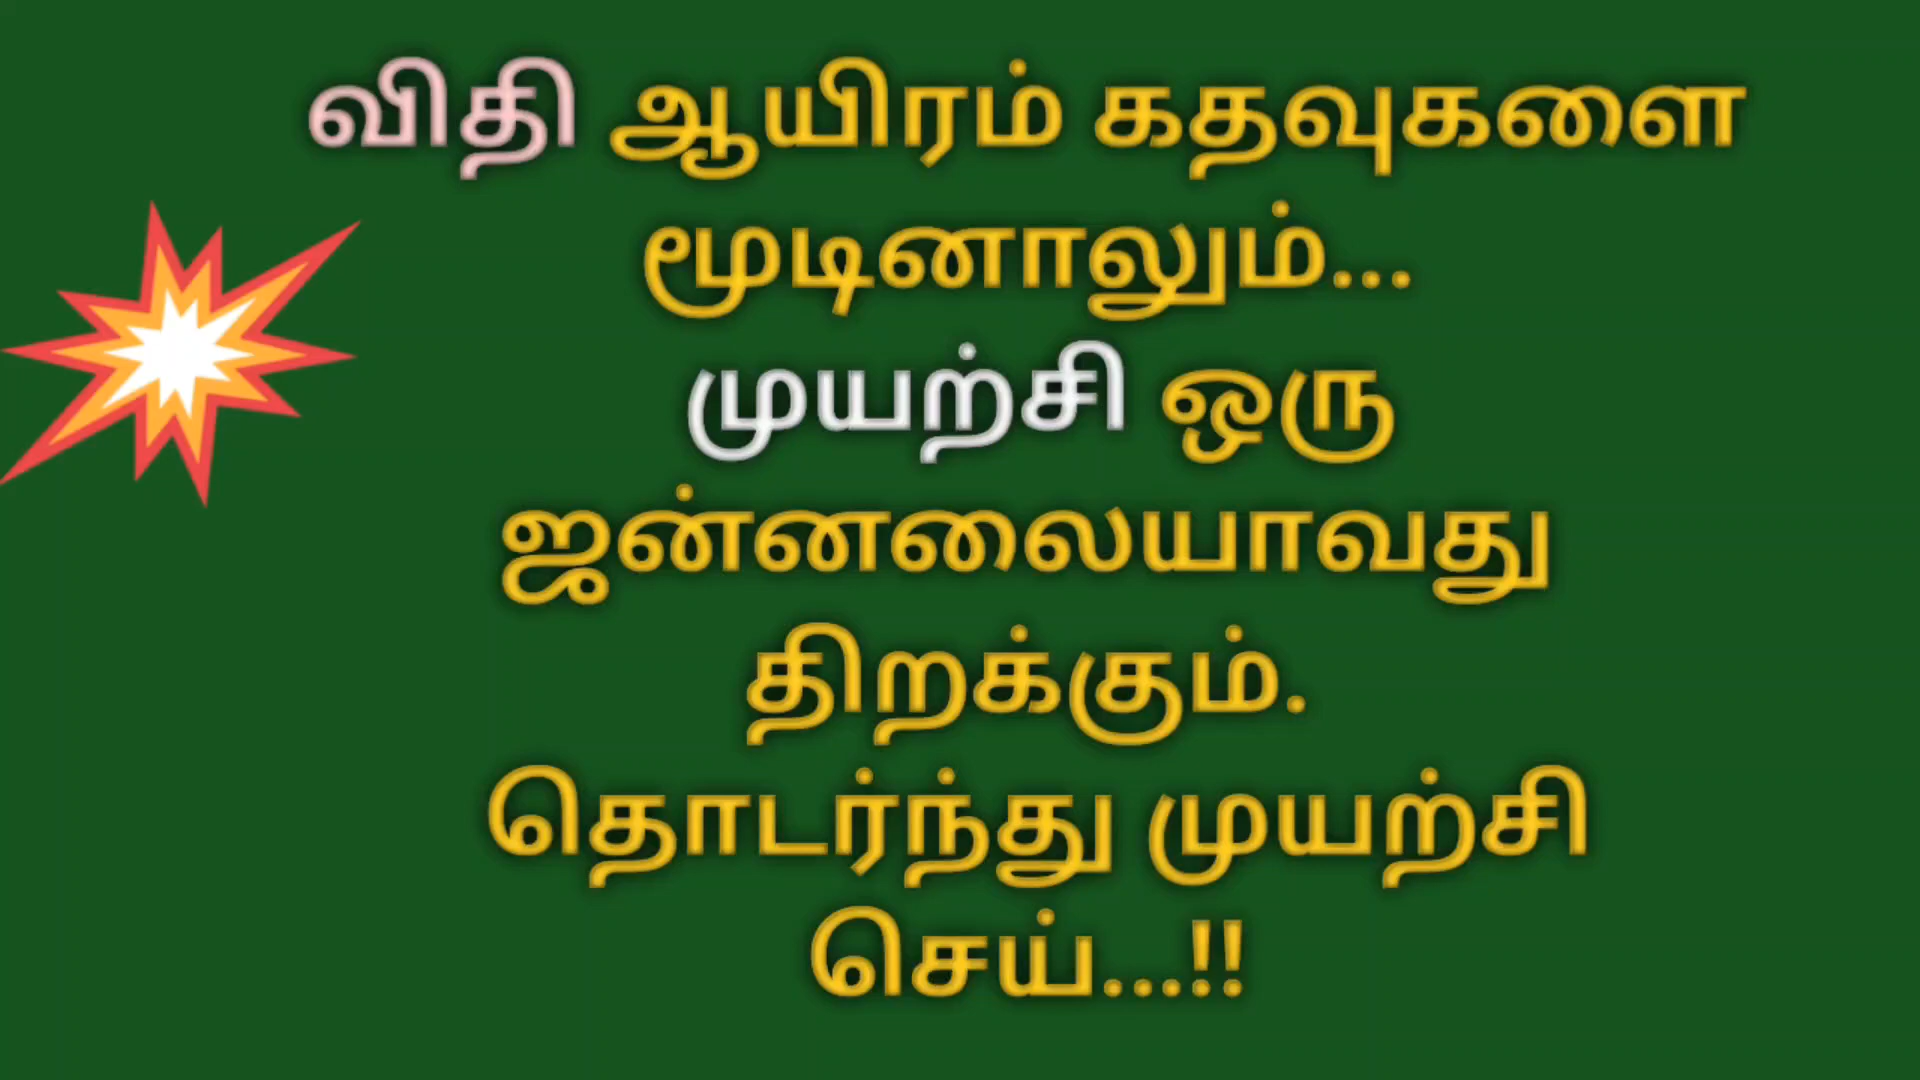 விதி ஆயிரம் கதவுகளை
மூடினாலும்...
முயற்சி ஒரு
ஜன்னலையாவது
திறக்கும்.
தொடர்ந்து முயற்சி
செய்...!!